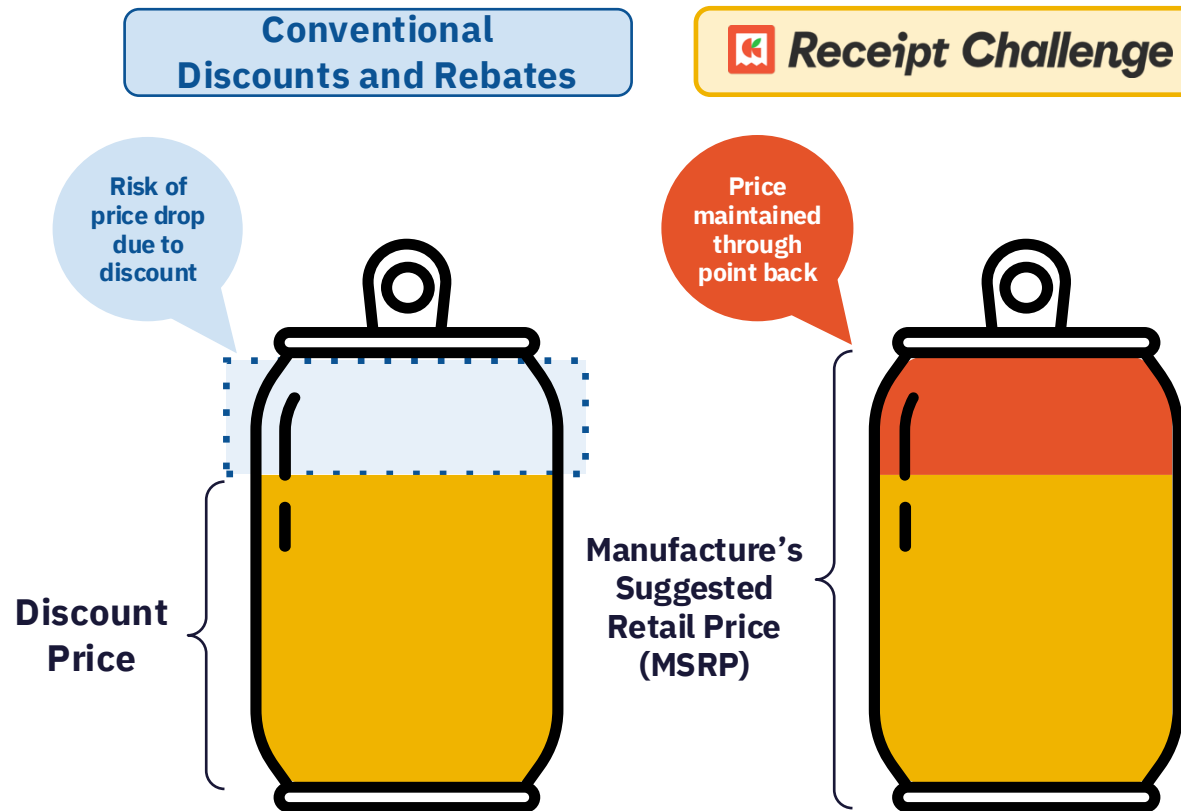 Conventional
Discounts and Rebates
Receipt Challenge
Risk of
price drop
due to
discount
Price
maintained
through
point back
Discount
Price
Manufacture’s
Suggested
Retail Price
(MSRP)